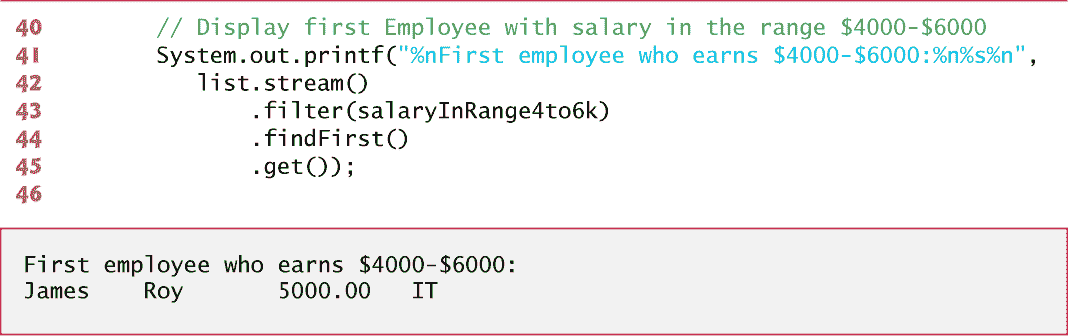 40 // Display first Employee with salary in the range $4000-$6000
41 System.out.printf("%nFirst employee who earns $4000-$6000:%n%s%n",
42 list.stream()
43 .filter(salaryInRange4to6k)
44 .findFirst()
45 .get());
46
First employee who earns $4000-$6000:
James Roy 5000.00 IT